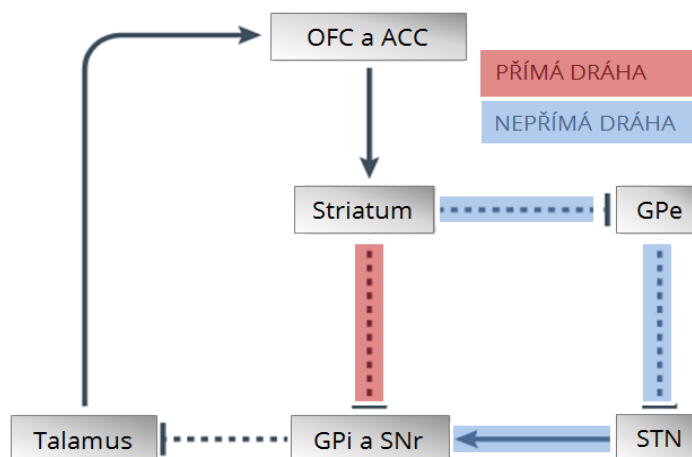 OFC a ACC
PŘÍMÁ DRÁHA
NEPŘÍMÁ DRÁHA
Striatum
GPe
Talamus
GPi a SNr
STN